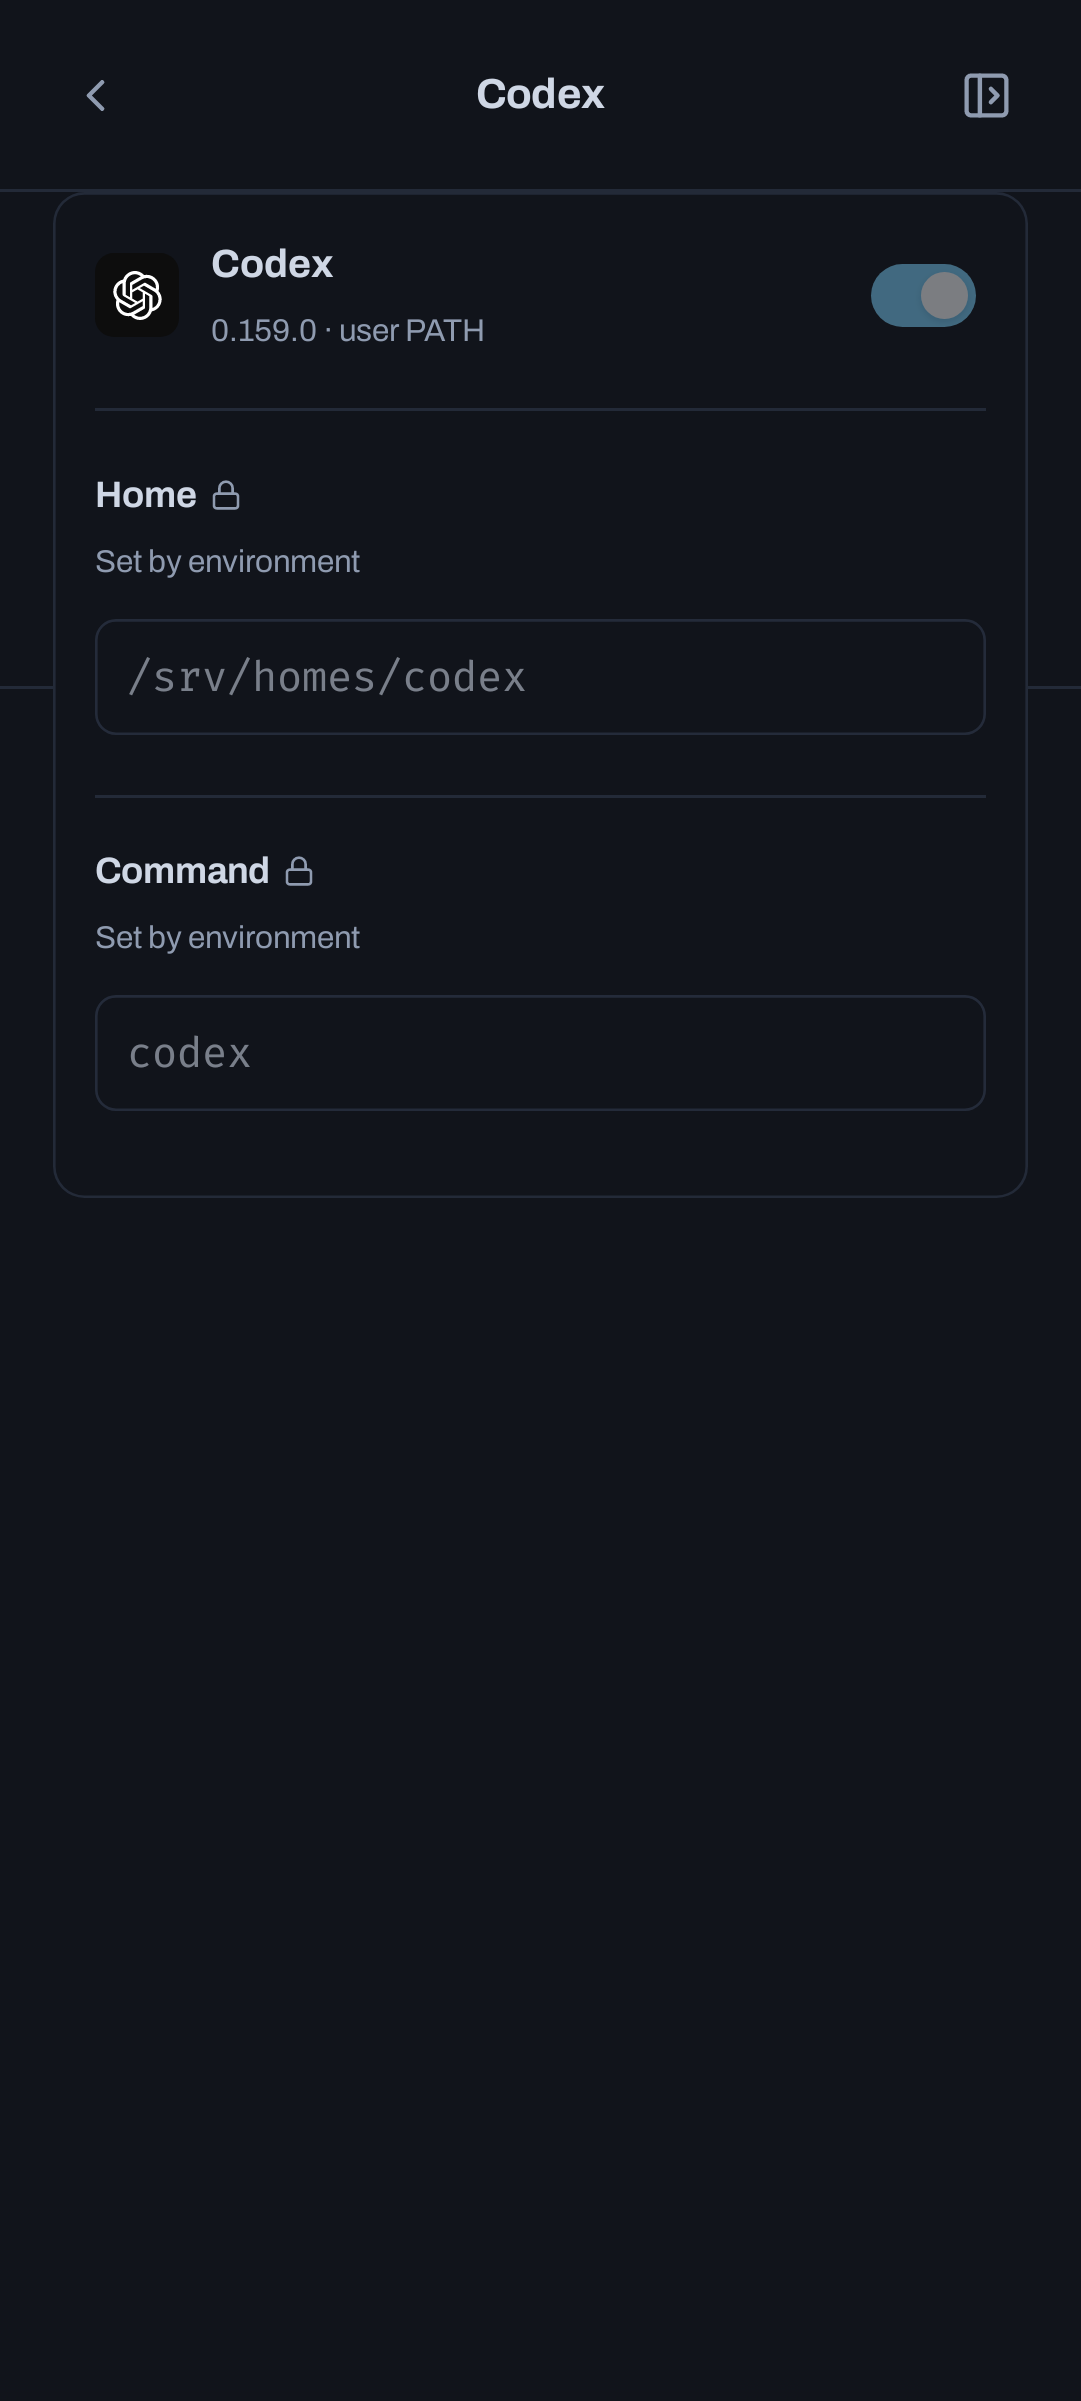 Codex
Codex
0.159.0 · user PATH
Home
Set by environment
/srv/homes/codex
Command
Set by environment
codex